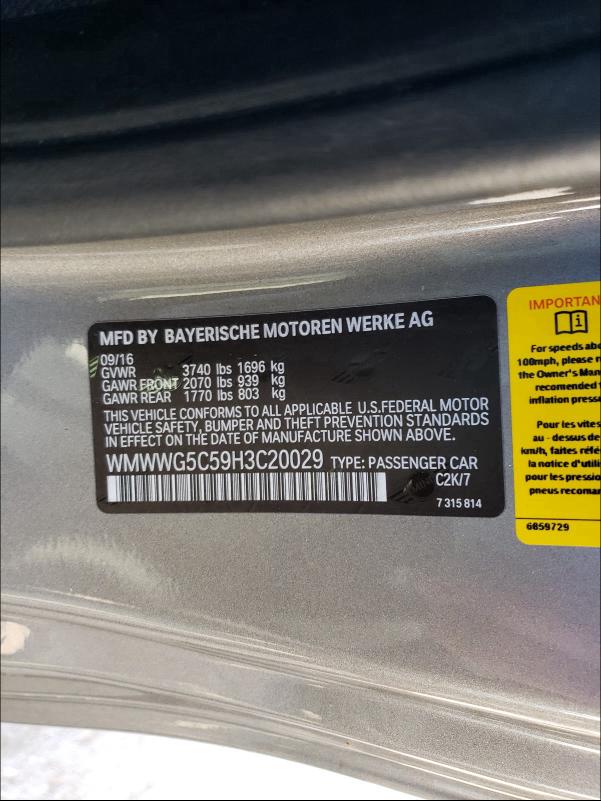 MFD BY BAYERISCHE MOTOREN WERKE AG
09/16
GVWR 3740 lbs 1696 kg
GAWR FRONT 2070 lbs 939 kg
GAWR REAR 1770 lbs 803 kg
THIS VEHICLE CONFORMS TO ALL APPLICABLE U.S.FEDERAL MOTOR
VEHICLE SAFETY, BUMPER AND THEFT PREVENTION STANDARDS
IN EFFECT ON THE DATE OF MANUFACTURE SHOWN ABOVE.
WMWWG5C59H3C20029 TYPE: PASSENGER CAR
C2K/7
7 315 814
IMPORTAN
i
For speeds abo
100mph, please r
the Owner's Man
recomended t
inflation pressu
Pour les vites
au - dessus de
km/h, faites réfé
la notice d'util
pour les pressio
pneus recoman
6859729